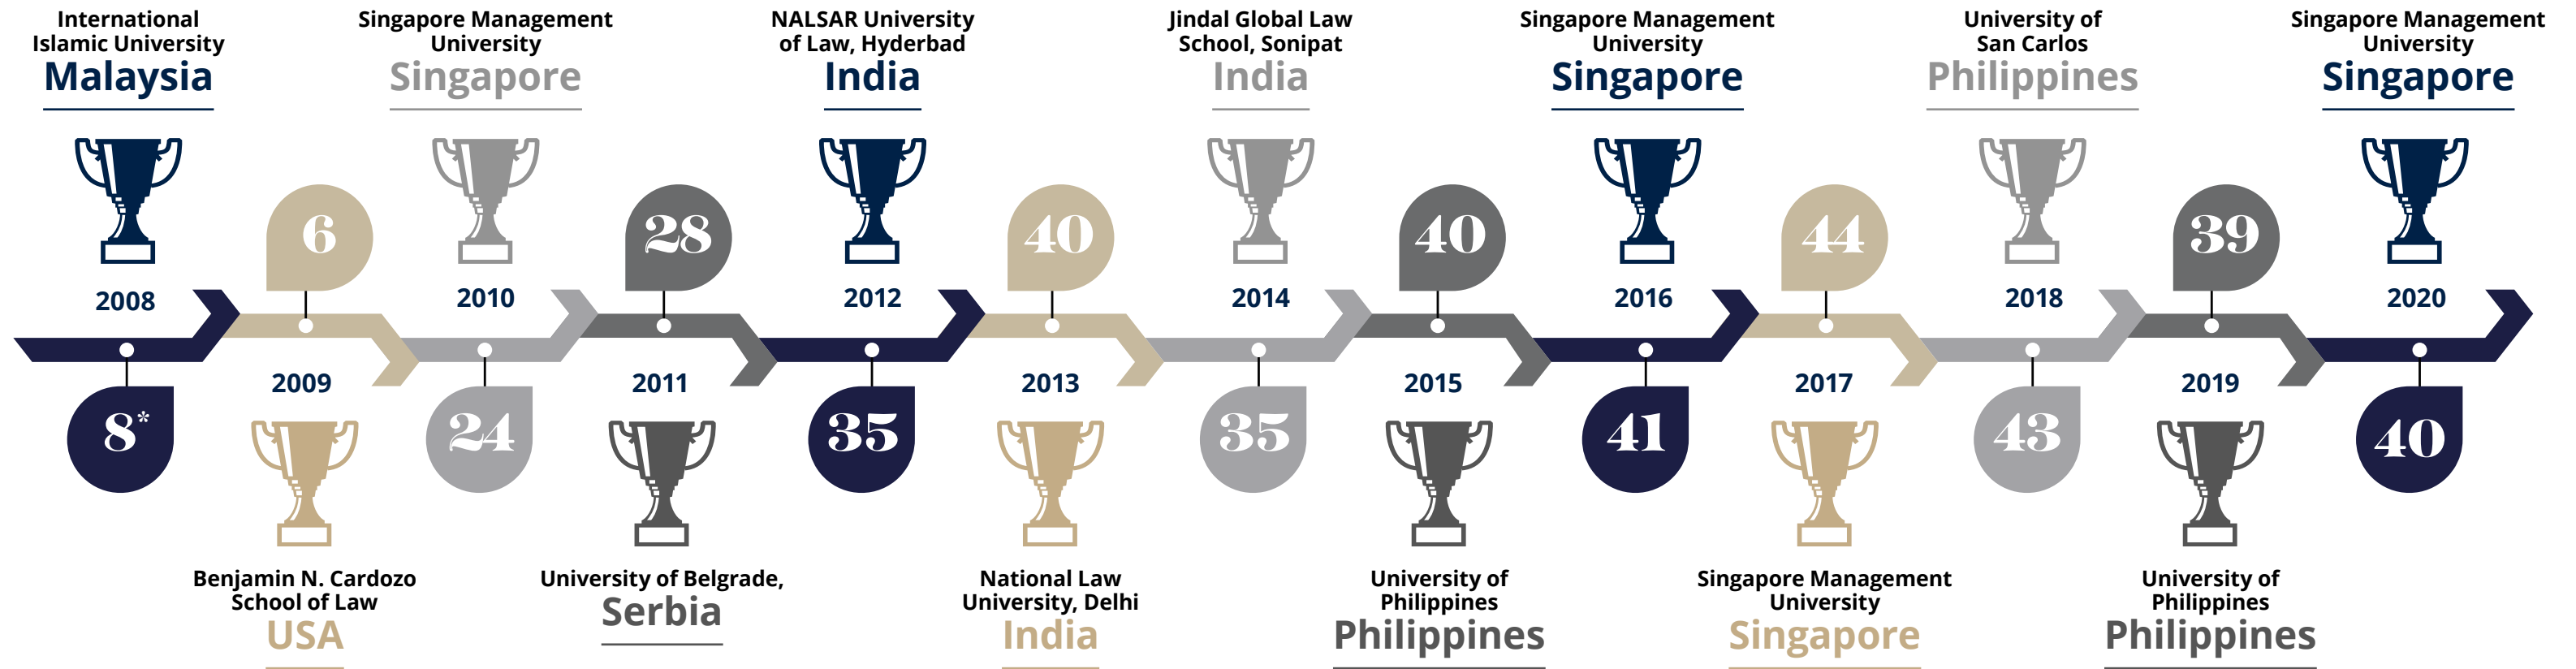 International
Islamic University
Malaysia
Singapore Management
University
Singapore
NALSAR University
of Law, Hyderbad
India
Jindal Global Law
School, Sonipat
India
Singapore Management
University
Singapore
University of
San Carlos
Philippines
Singapore Management
University
Singapore
6
28
40
40
44
39
2008
2010
2012
2014
2016
2018
2020
2009
2011
2013
2015
2017
2019
8*
24
35
35
41
43
40
Benjamin N. Cardozo
School of Law
USA
University of Belgrade,
Serbia
National Law
University, Delhi
India
University of
Philippines
Philippines
Singapore Management
University
Singapore
University of
Philippines
Philippines